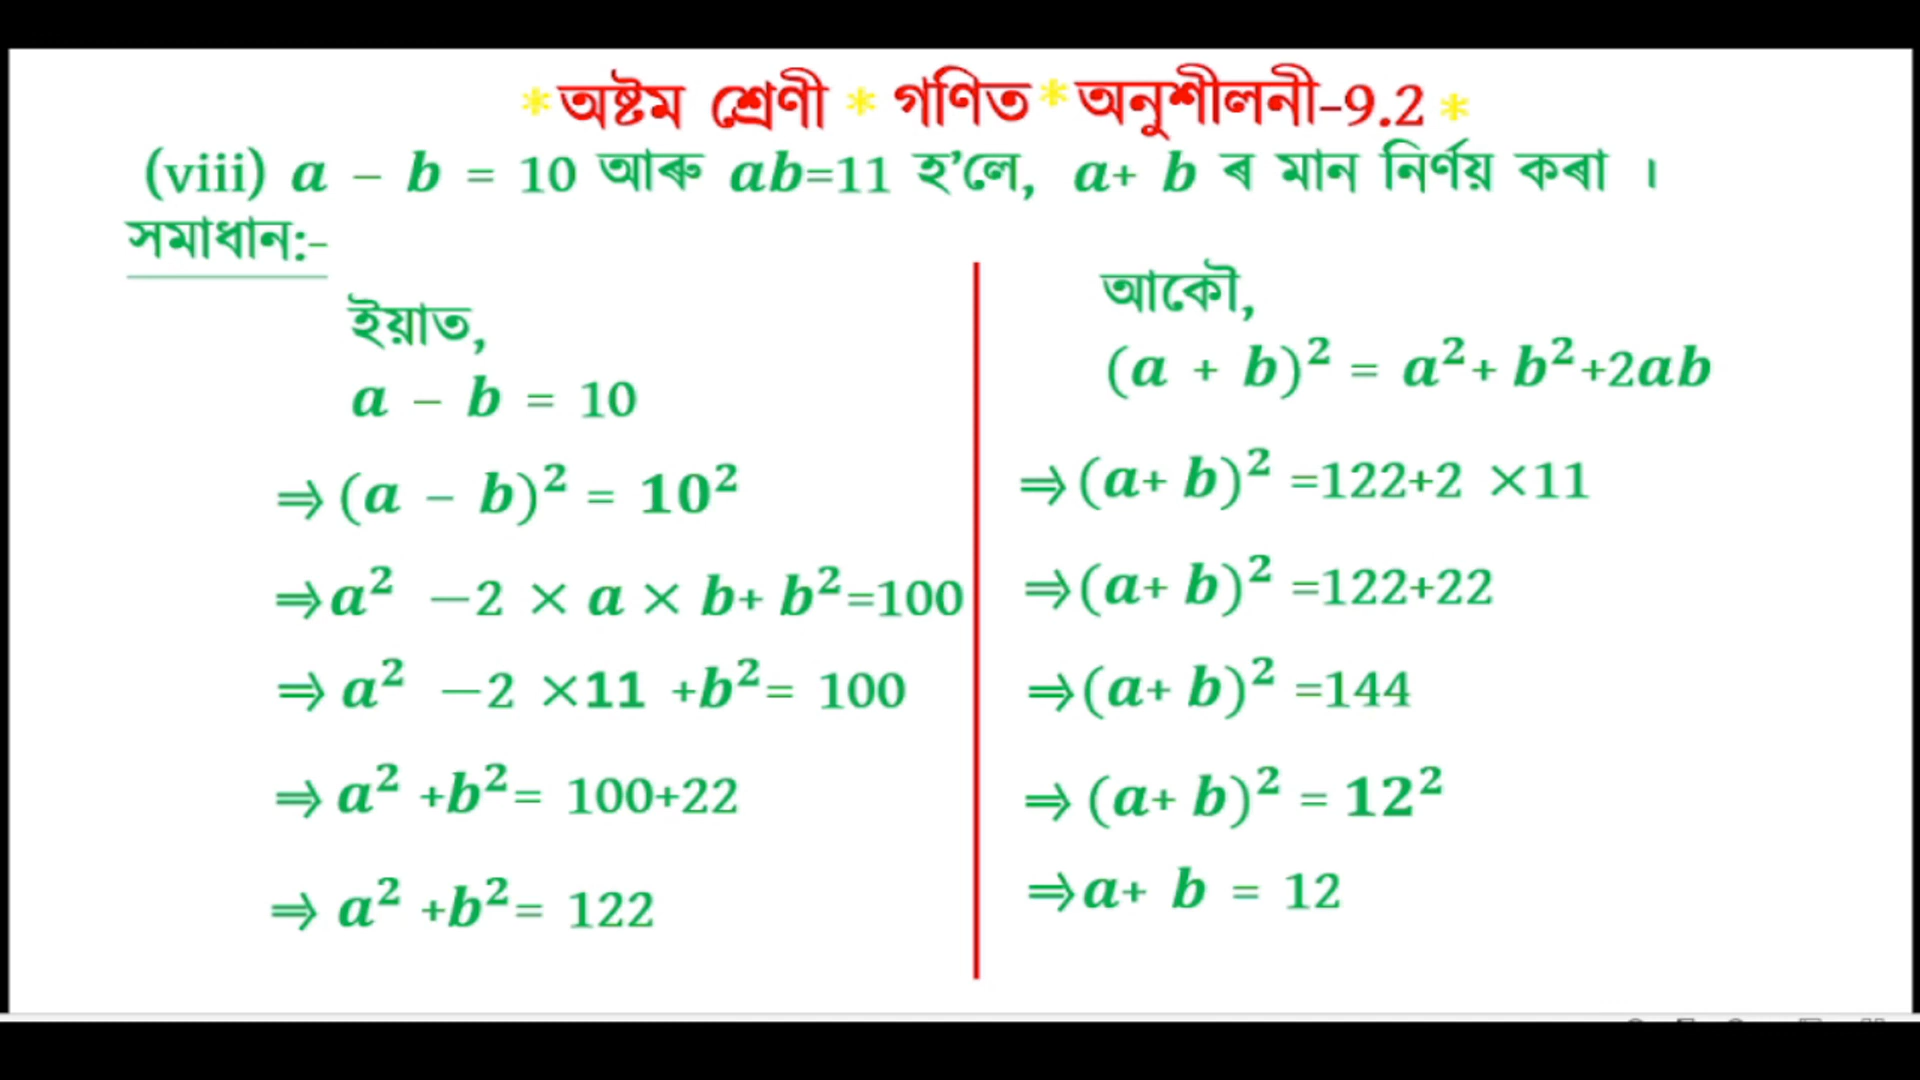 *অষ্টম শ্ৰেণী * গণিত * অনুশীলনী-9.2 *
(viii) a – b = 10 আৰু ab=11 হ’লে, a+ b ৰ মান নিৰ্ণয় কৰা ।
সমাধান:-
ইয়াত,
a – b = 10
⇒ (a – b)² = 10²
⇒ a² −2 × a × b+ b²=100
⇒ a² −2 ×11 +b²= 100
⇒ a² +b²= 100+22
⇒ a² +b²= 122
আকৌ,
(a + b)² = a²+ b²+2ab
⇒ (a+ b)² =122+2 ×11
⇒ (a+ b)² =122+22
⇒ (a+ b)² =144
⇒ (a+ b)² = 12²
⇒ a+ b = 12